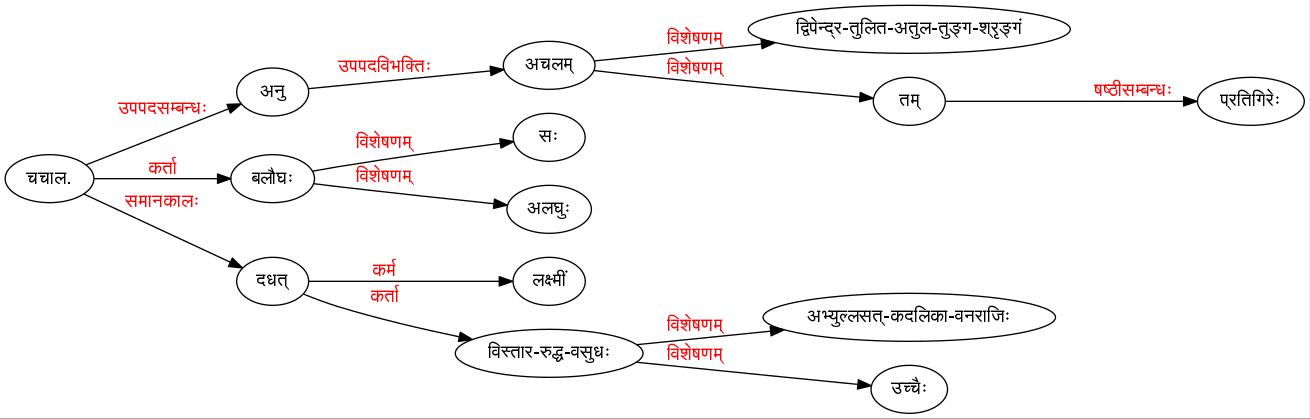 द्विपेन्द्र-तुलित-अतुल-तुङ्ग-श्रृङ्गं
विशेषणम्
अचलम्
उपपदविभक्तिः
विशेषणम्
अनु
तम्
षष्ठीसम्बन्धः
प्रतिगिरेः
उपपदसम्बन्धः
सः
विशेषणम्
कर्ता
चचाल.
बलौघः
विशेषणम्
समानकालः
अलघुः
कर्म
दधत्
लक्ष्मीं
कर्ता
अभ्युल्लसत्-कदलिका-वनराजिः
विशेषणम्
विस्तार-रुद्ध-वसुधः
विशेषणम्
उच्चैः